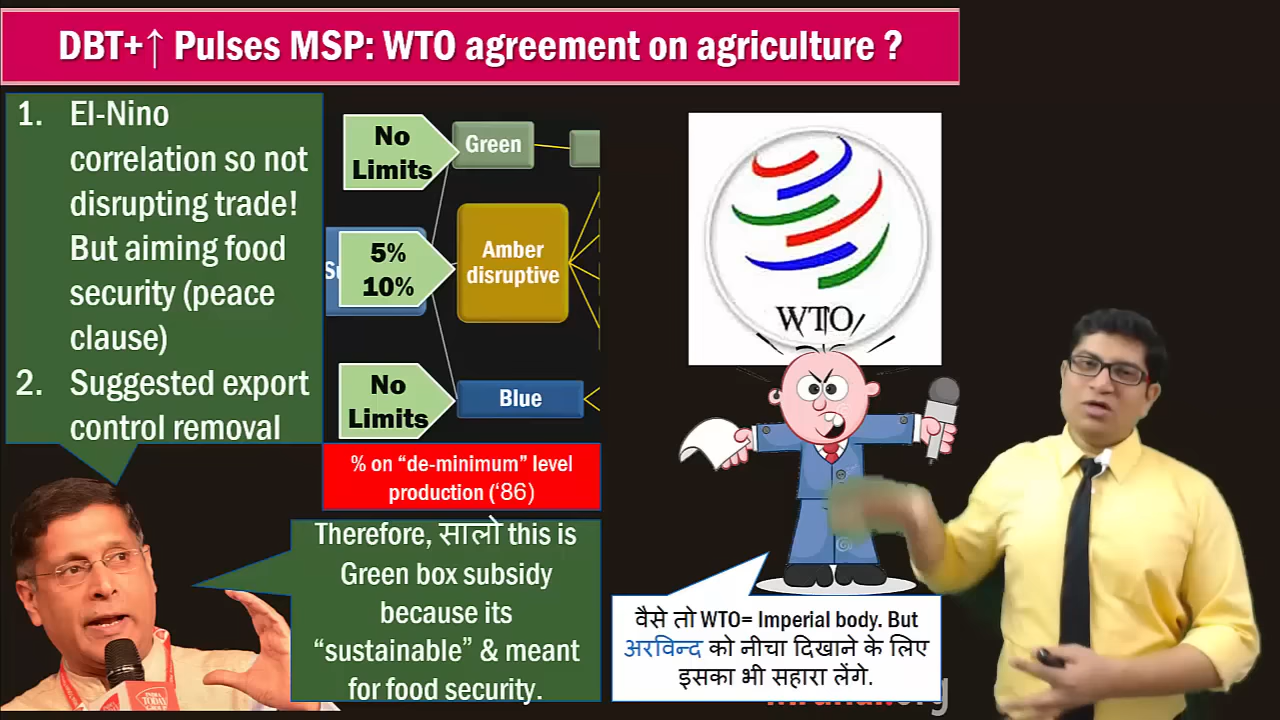 DBT+↑ Pulses MSP: WTO agreement on agriculture ?
1. El-Nino
correlation so not
disrupting trade!
But aiming food
security (peace
clause)
2. Suggested export
control removal
No
Limits
Green
5%
10%
Amber
disruptive
No
Limits
Blue
% on “de-minimum” level
production (‘86)
WTO
Therefore, सालो this is
Green box subsidy
because its
“sustainable” & meant
for food security.
वैसे तो WTO= Imperial body. But
अरविन्द को नीचा दिखाने के लिए
इसका भी सहारा लेंगे.
INDIA
TODAY